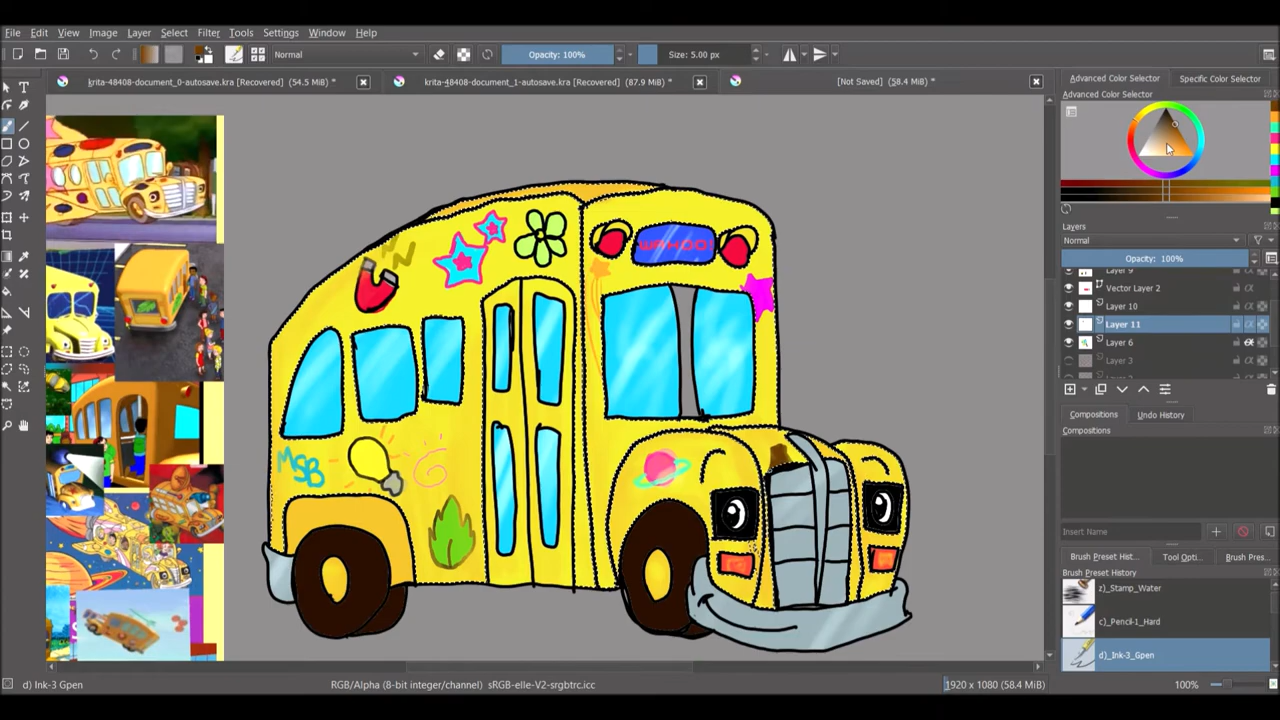 File Edit View Image Layer Select Filter Tools Settings Window Help
Normal Opacity: 100% Size: 5.00 px
krita-48408-document_0-autosave.kra [Recovered] (54.5 MiB) * krita-48408-document_1-autosave.kra [Recovered] (87.9 MiB) * [Not Saved] (58.4 MiB) *
Advanced Color Selector Specific Color Selector
Advanced Color Selector
WAHOO!
MSB
Layers
Normal
Opacity: 100%
Layer 9
Vector Layer 2
Layer 10
Layer 11
Layer 6
Layer 3
Compositions Undo History
Compositions
Insert Name
Brush Preset Hist... Tool Opti... Brush Pres...
Brush Preset History
z)_Stamp_Water
c)_Pencil-1_Hard
d)_Ink-3_Gpen
d) Ink-3 Gpen RGB/Alpha (8-bit integer/channel) sRGB-elle-V2-srgbtrc.icc 1920 x 1080 (58.4 MiB) 100%